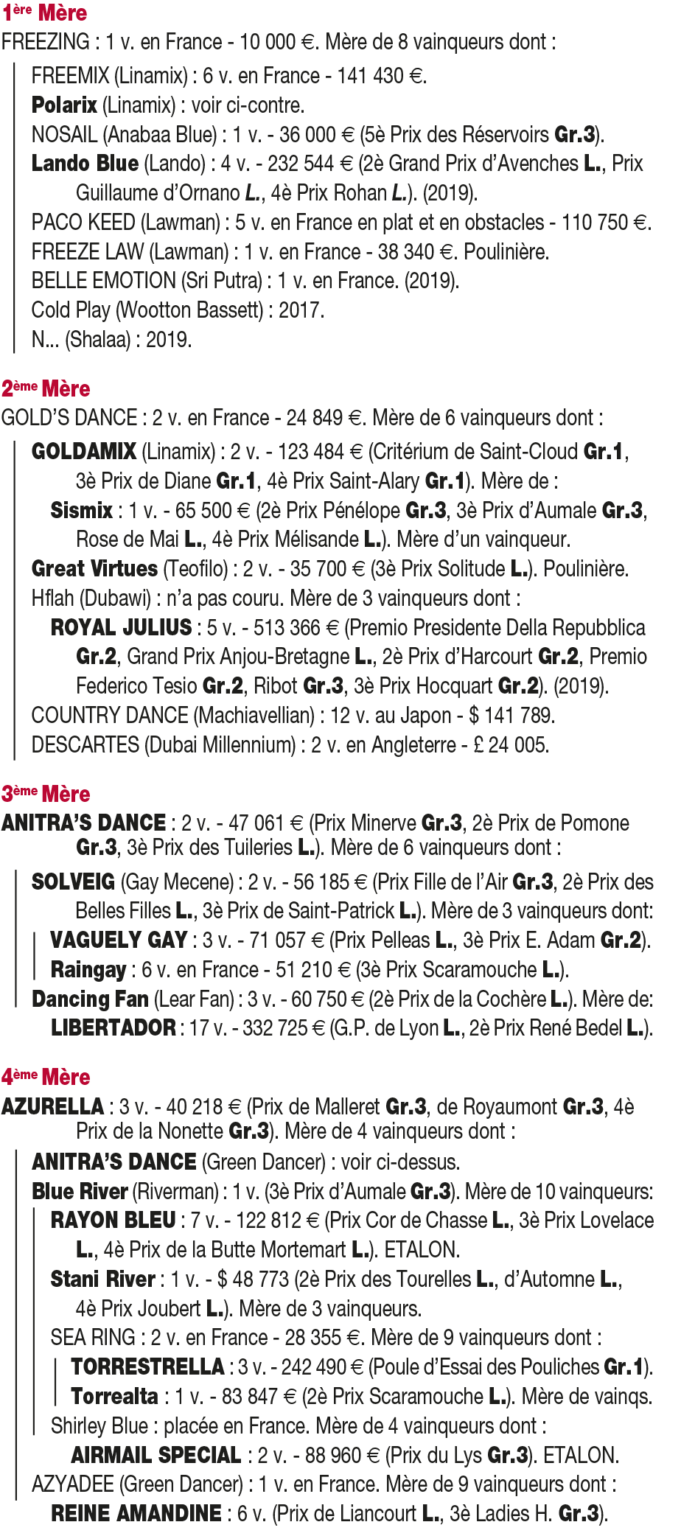 1ère Mère
FREEZING : 1 v. en France - 10 000 €. Mère de 8 vainqueurs dont :
FREEMIX (Linamix) : 6 v. en France - 141 430 €.
Polarix (Linamix) : voir ci-contre.
NOSAIL (Anabaa Blue) : 1 v. - 36 000 € (5è Prix des Réservoirs Gr.3).
Lando Blue (Lando) : 4 v. - 232 544 € (2è Grand Prix d'Avenches L., Prix
Guillaume d'Ornano L., 4è Prix Rohan L.). (2019).
PACO KEED (Lawman) : 5 v. en France en plat et en obstacles - 110 750 €.
FREEZE LAW (Lawman) : 1 v. en France - 38 340 €. Poulinière.
BELLE EMOTION (Sri Putra) : 1 v. en France. (2019).
Cold Play (Wootton Bassett) : 2017.
N... (Shalaa) : 2019.
2ème Mère
GOLD'S DANCE : 2 v. en France - 24 849 €. Mère de 6 vainqueurs dont :
GOLDAMIX (Linamix) : 2 v. - 123 484 € (Critérium de Saint-Cloud Gr.1,
3è Prix de Diane Gr.1, 4è Prix Saint-Alary Gr.1). Mère de :
Sismix : 1 v. - 65 500 € (2è Prix Pénélope Gr.3, 3è Prix d'Aumale Gr.3,
Rose de Mai L., 4è Prix Mélisande L.). Mère d'un vainqueur.
Great Virtues (Teofilo) : 2 v. - 35 700 € (3è Prix Solitude L.). Poulinière.
Hflah (Dubawi) : n'a pas couru. Mère de 3 vainqueurs dont :
ROYAL JULIUS : 5 v. - 513 366 € (Premio Presidente Della Repubblica
Gr.2, Grand Prix Anjou-Bretagne L., 2è Prix d'Harcourt Gr.2, Premio
Federico Tesio Gr.2, Ribot Gr.3, 3è Prix Hocquart Gr.2). (2019).
COUNTRY DANCE (Machiavellian) : 12 v. au Japon - $ 141 789.
DESCARTES (Dubai Millennium) : 2 v. en Angleterre - £ 24 005.
3ème Mère
ANITRA'S DANCE : 2 v. - 47 061 € (Prix Minerve Gr.3, 2è Prix de Pomone
Gr.3, 3è Prix des Tuileries L.). Mère de 6 vainqueurs dont :
SOLVEIG (Gay Mecene) : 2 v. - 56 185 € (Prix Fille de l'Air Gr.3, 2è Prix des
Belles Filles L., 3è Prix de Saint-Patrick L.). Mère de 3 vainqueurs dont:
VAGUELY GAY : 3 v. - 71 057 € (Prix Pelleas L., 3è Prix E. Adam Gr.2).
Raingay : 6 v. en France - 51 210 € (3è Prix Scaramouche L.).
Dancing Fan (Lear Fan) : 3 v. - 60 750 € (2è Prix de la Cochère L.). Mère de:
LIBERTADOR : 17 v. - 332 725 € (G.P. de Lyon L., 2è Prix René Bedel L.).
4ème Mère
AZURELLA : 3 v. - 40 218 € (Prix de Malleret Gr.3, de Royaumont Gr.3, 4è
Prix de la Nonette Gr.3). Mère de 4 vainqueurs dont :
ANITRA'S DANCE (Green Dancer) : voir ci-dessus.
Blue River (Riverman) : 1 v. (3è Prix d'Aumale Gr.3). Mère de 10 vainqueurs:
RAYON BLEU : 7 v. - 122 812 € (Prix Cor de Chasse L., 3è Prix Lovelace
L., 4è Prix de la Butte Mortemart L.). ETALON.
Stani River : 1 v. - $ 48 773 (2è Prix des Tourelles L., d'Automne L.,
4è Prix Joubert L.). Mère de 3 vainqueurs.
SEA RING : 2 v. en France - 28 355 €. Mère de 9 vainqueurs dont :
TORRESTRELLA : 3 v. - 242 490 € (Poule d'Essai des Pouliches Gr.1).
Torrealta : 1 v. - 83 847 € (2è Prix Scaramouche L.). Mère de vainqs.
Shirley Blue : placée en France. Mère de 4 vainqueurs dont :
AIRMAIL SPECIAL : 2 v. - 88 960 € (Prix du Lys Gr.3). ETALON.
AZYADEE (Green Dancer) : 1 v. en France. Mère de 9 vainqueurs dont :
REINE AMANDINE : 6 v. (Prix de Liancourt L., 3è Ladies H. Gr.3).